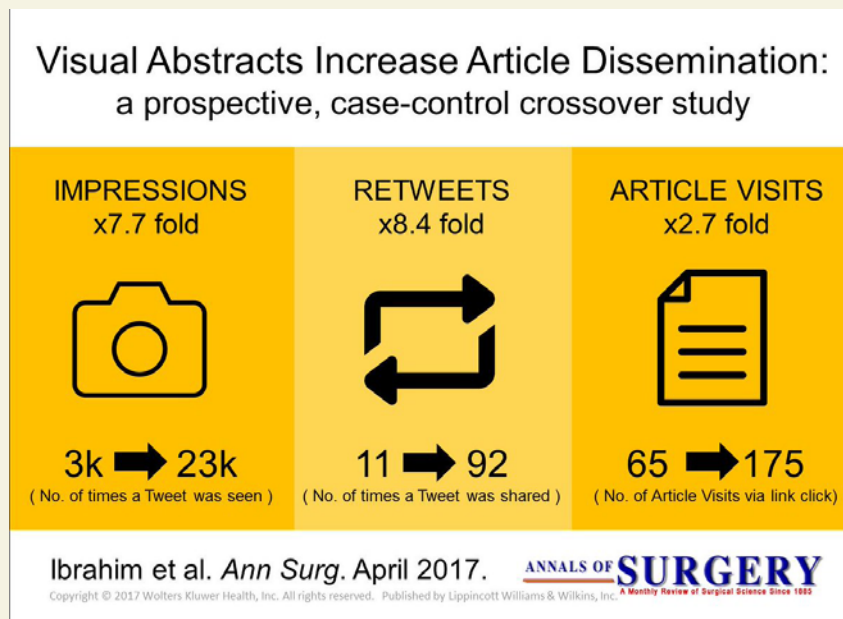 Visual Abstracts Increase Article Dissemination:
a prospective, case-control crossover study
IMPRESSIONS
x7.7 fold
RETWEETS
x8.4 fold
ARTICLE VISITS
x2.7 fold
3k 23k
( No. of times a Tweet was seen )
11 92
( No. of times a Tweet was shared )
65 175
( No. of Article Visits via link click)
Ibrahim et al. Ann Surg. April 2017.
ANNALS OF SURGERY
A Monthly Review of Surgical Science Since 1885
Copyright © 2017 Wolters Kluwer Health, Inc. All rights reserved. Published by Lippincott Williams & Wilkins, Inc.